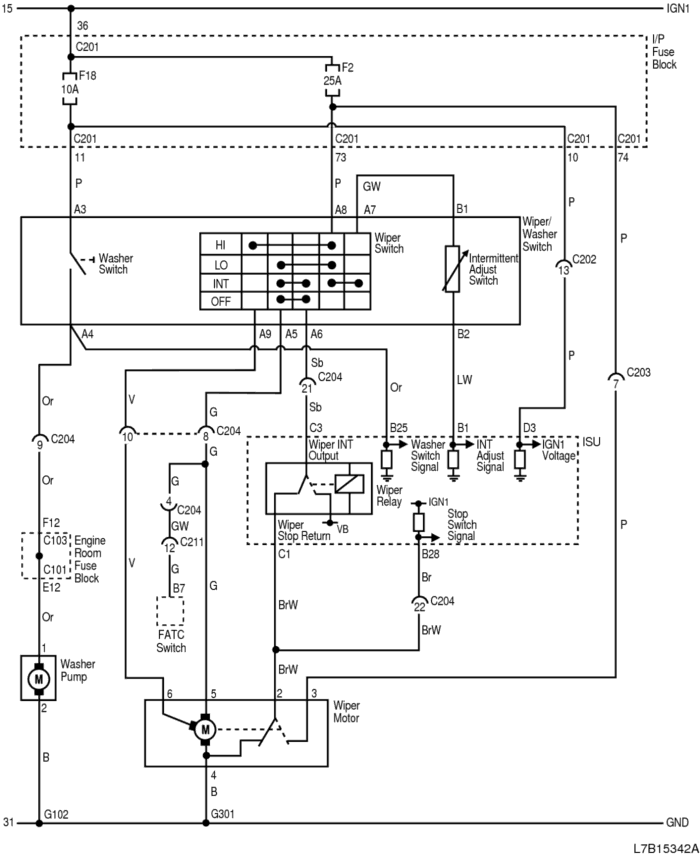 15
IGN1
36
C201
I/P
Fuse
Block
F18
10A
F2
25A
C201
C201
C201
C201
11
73
10
74
P
P
GW
P
P
A3
A8
A7
B1
Wiper/
Washer
Switch
HI
LO
INT
OFF
Wiper
Switch
Washer
Switch
Intermittent
Adjust
Switch
C202
13
A4
A9
A5
A6
B2
Sb
C204
21
Sb
Or
LW
P
C203
7
Or
V
G
C204
9
10
8
C204
C3
B25
B1
D3
ISU
Wiper INT
Output
Washer
Switch
Signal
INT
Adjust
Signal
IGN1
Voltage
G
G
4
C204
GW
12
C211
G
B7
FATC
Switch
Or
Wiper
Relay
IGN1
Stop
Switch
Signal
Wiper
Stop Return
VB
F12
C103
C101
E12
Engine
Room
Fuse
Block
C1
B28
P
V
G
Br
22
C204
BrW
BrW
Or
BrW
1
M
Washer
Pump
2
6
5
2
3
Wiper
Motor
M
4
B
B
31
G102
G301
GND
L7B15342A